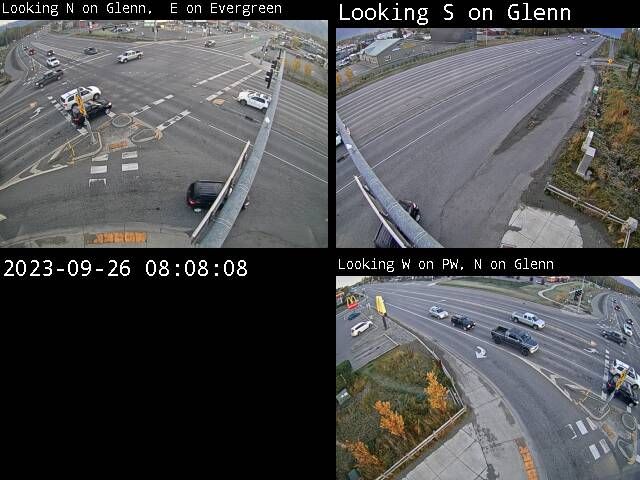 Looking N on Glenn, E on Evergreen
Looking S on Glenn
2023-09-26 08:08:08
Looking W on PW, N on Glenn